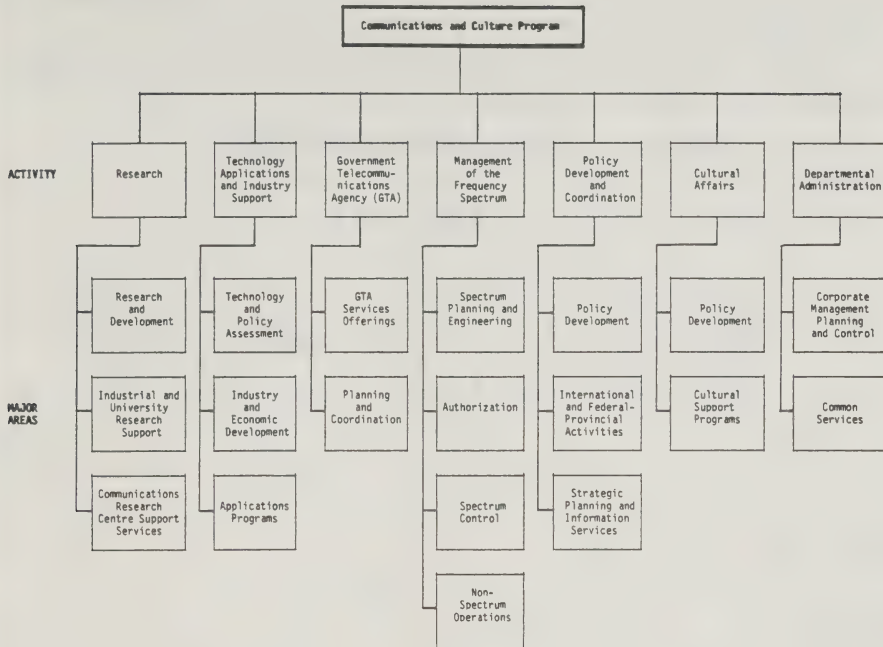 Communications and Culture Program
ACTIVITY
Research
Technology
Applications
and Industry
Support
Government
Telecommu-
nications
Agency (GTA)
Management
of the
Frequency
Spectrum
Policy
Development
and
Coordination
Cultural
Affairs
Departmental
Administration
MAJOR
AREAS
Research
and
Development
Technology
and
Policy
Assessment
GTA
Services
Offerings
Spectrum
Planning and
Engineering
Policy
Development
Policy
Development
Corporate
Management
Planning
and Control
Industrial and
University
Research
Support
Industry
and
Economic
Development
Planning
and
Coordination
Authorization
International
and Federal-
Provincial
Activities
Cultural
Support
Programs
Common
Services
Communications
Research
Centre Support
Services
Applications
Programs
Spectrum
Control
Strategic
Planning and
Information
Services
Non-
Spectrum
Operations